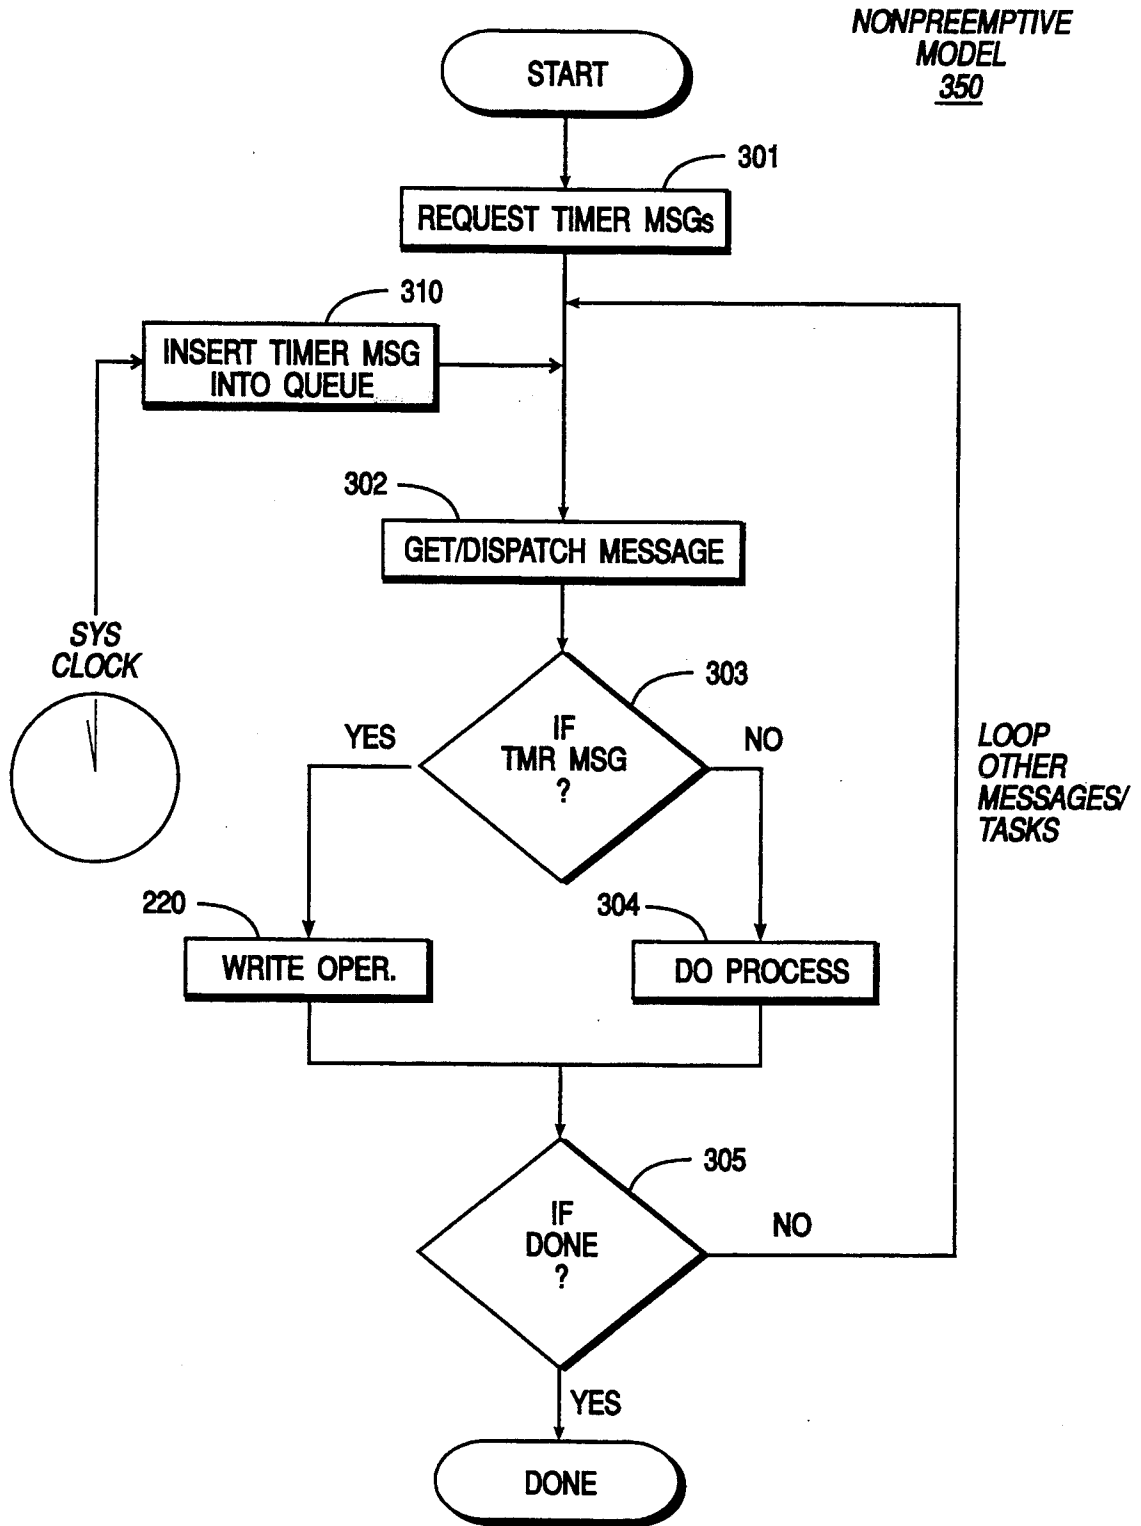 NONPREEMPTIVE
MODEL
350
START
301
REQUEST TIMER MSGs
310
INSERT TIMER MSG
INTO QUEUE
302
GET/DISPATCH MESSAGE
SYS
CLOCK
303
IF
TMR MSG
?
YES
NO
LOOP
OTHER
MESSAGES/
TASKS
220
WRITE OPER.
304
DO PROCESS
305
IF
DONE
?
NO
YES
DONE